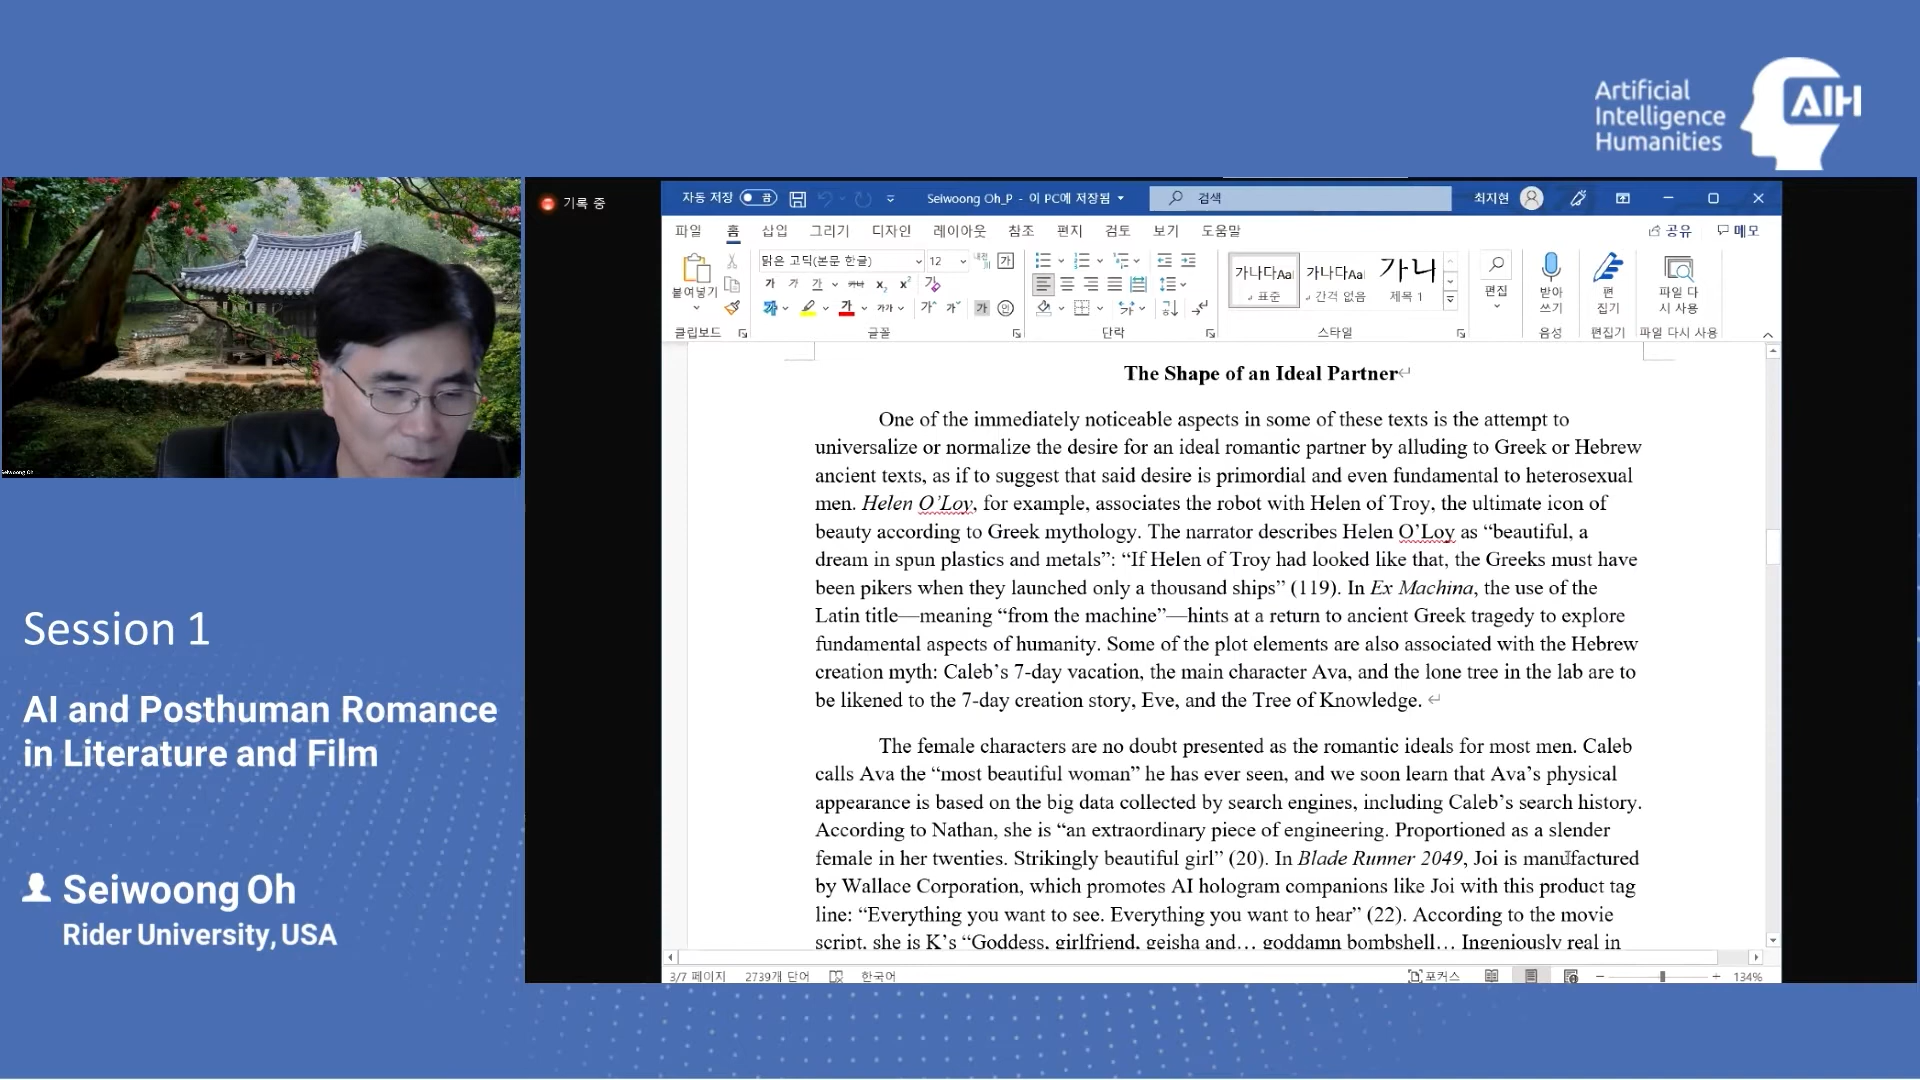 Artificial
Intelligence
Humanities
AIH
기록 중
자동 저장 끔
Seiwoong Oh_P - 이 PC에 저장됨
검색
최지현
파일 홈 삽입 그리기 디자인 레이아웃 참조 편지 검토 보기 도움말
공유 메모
붙여넣기
맑은 고딕(본문 한글) 12
가나다AaI 가나다AaI 가나
표준 간격 없음 제목 1
편집
받아
쓰기
편
집기
파일 다
시 사용
클립보드 글꼴 단락 스타일 음성 편집기 파일 다시 사용
The Shape of an Ideal Partner
One of the immediately noticeable aspects in some of these texts is the attempt to
universalize or normalize the desire for an ideal romantic partner by alluding to Greek or Hebrew
ancient texts, as if to suggest that said desire is primordial and even fundamental to heterosexual
men. Helen O’Loy, for example, associates the robot with Helen of Troy, the ultimate icon of
beauty according to Greek mythology. The narrator describes Helen O’Loy as “beautiful, a
dream in spun plastics and metals”: “If Helen of Troy had looked like that, the Greeks must have
been pikers when they launched only a thousand ships” (119). In Ex Machina, the use of the
Latin title—meaning “from the machine”—hints at a return to ancient Greek tragedy to explore
fundamental aspects of humanity. Some of the plot elements are also associated with the Hebrew
creation myth: Caleb’s 7-day vacation, the main character Ava, and the lone tree in the lab are to
be likened to the 7-day creation story, Eve, and the Tree of Knowledge.
The female characters are no doubt presented as the romantic ideals for most men. Caleb
calls Ava the “most beautiful woman” he has ever seen, and we soon learn that Ava’s physical
appearance is based on the big data collected by search engines, including Caleb’s search history.
According to Nathan, she is “an extraordinary piece of engineering. Proportioned as a slender
female in her twenties. Strikingly beautiful girl” (20). In Blade Runner 2049, Joi is manufactured
by Wallace Corporation, which promotes AI hologram companions like Joi with this product tag
line: “Everything you want to see. Everything you want to hear” (22). According to the movie
script, she is K’s “Goddess, girlfriend, geisha and… goddamn bombshell… Ingeniously real in
3/7 페이지 2739개 단어 한국어
포커스 134%
Seiwoong Oh
Session 1
AI and Posthuman Romance
in Literature and Film
Seiwoong Oh
Rider University, USA